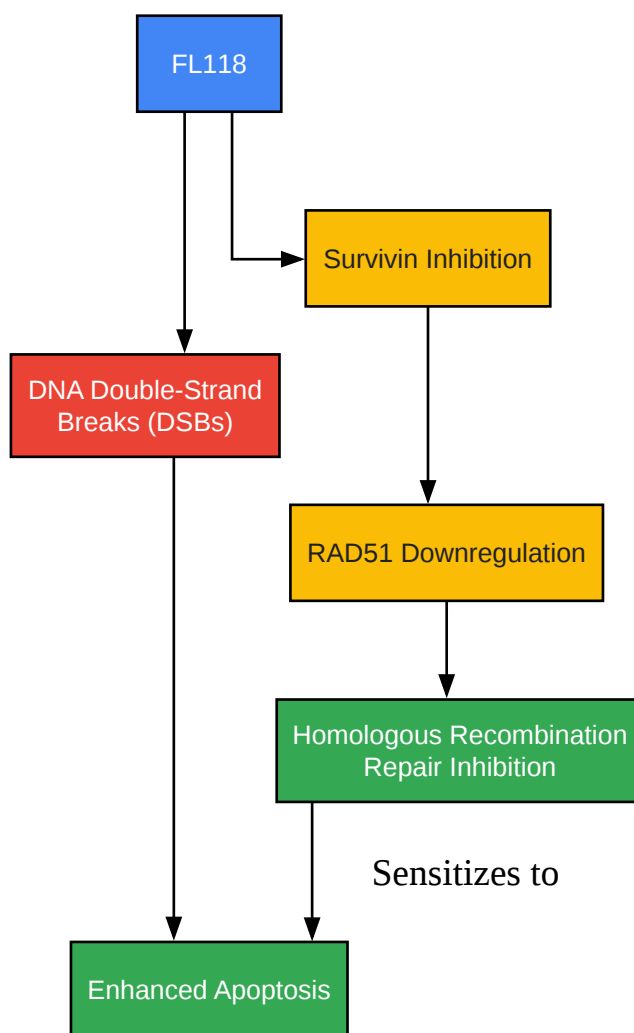 FL118
Survivin Inhibition
DNA Double-Strand
Breaks (DSBs)
RAD51 Downregulation
Homologous Recombination
Repair Inhibition
Sensitizes to
Enhanced Apoptosis